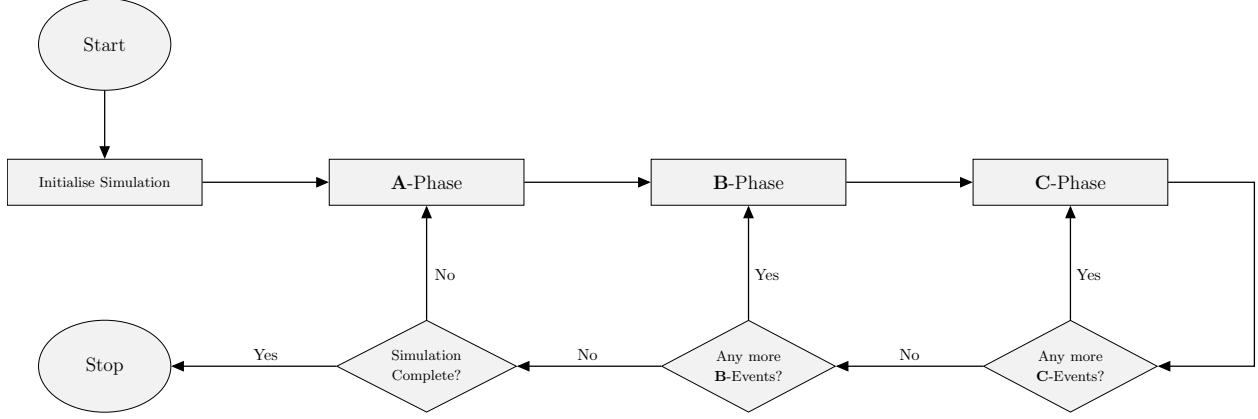 Start
Initialise Simulation
A-Phase
B-Phase
C-Phase
No
Yes
Yes
Stop
Yes
Simulation
Complete?
No
Any more
B-Events?
No
Any more
C-Events?